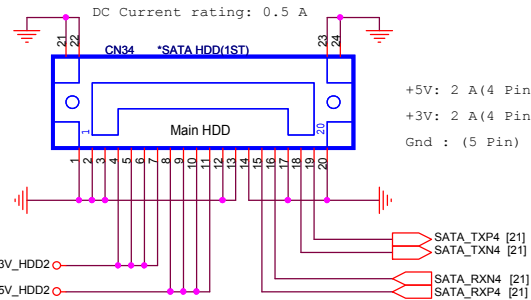 DC Current rating: 0.5 A
21
22
23
24
CN34 *SATA HDD(1ST)
+5V: 2 A(4 Pin
+3V: 2 A(4 Pin
Gnd : (5 Pin)
1
Main HDD
20
1
2
3
4
5
6
7
8
9
10
11
12
13
14
15
16
17
18
19
20
SATA_TXP4 [21]
SATA_TXN4 [21]
3V_HDD2
SATA_RXN4 [21]
5V_HDD2
SATA_RXP4 [21]